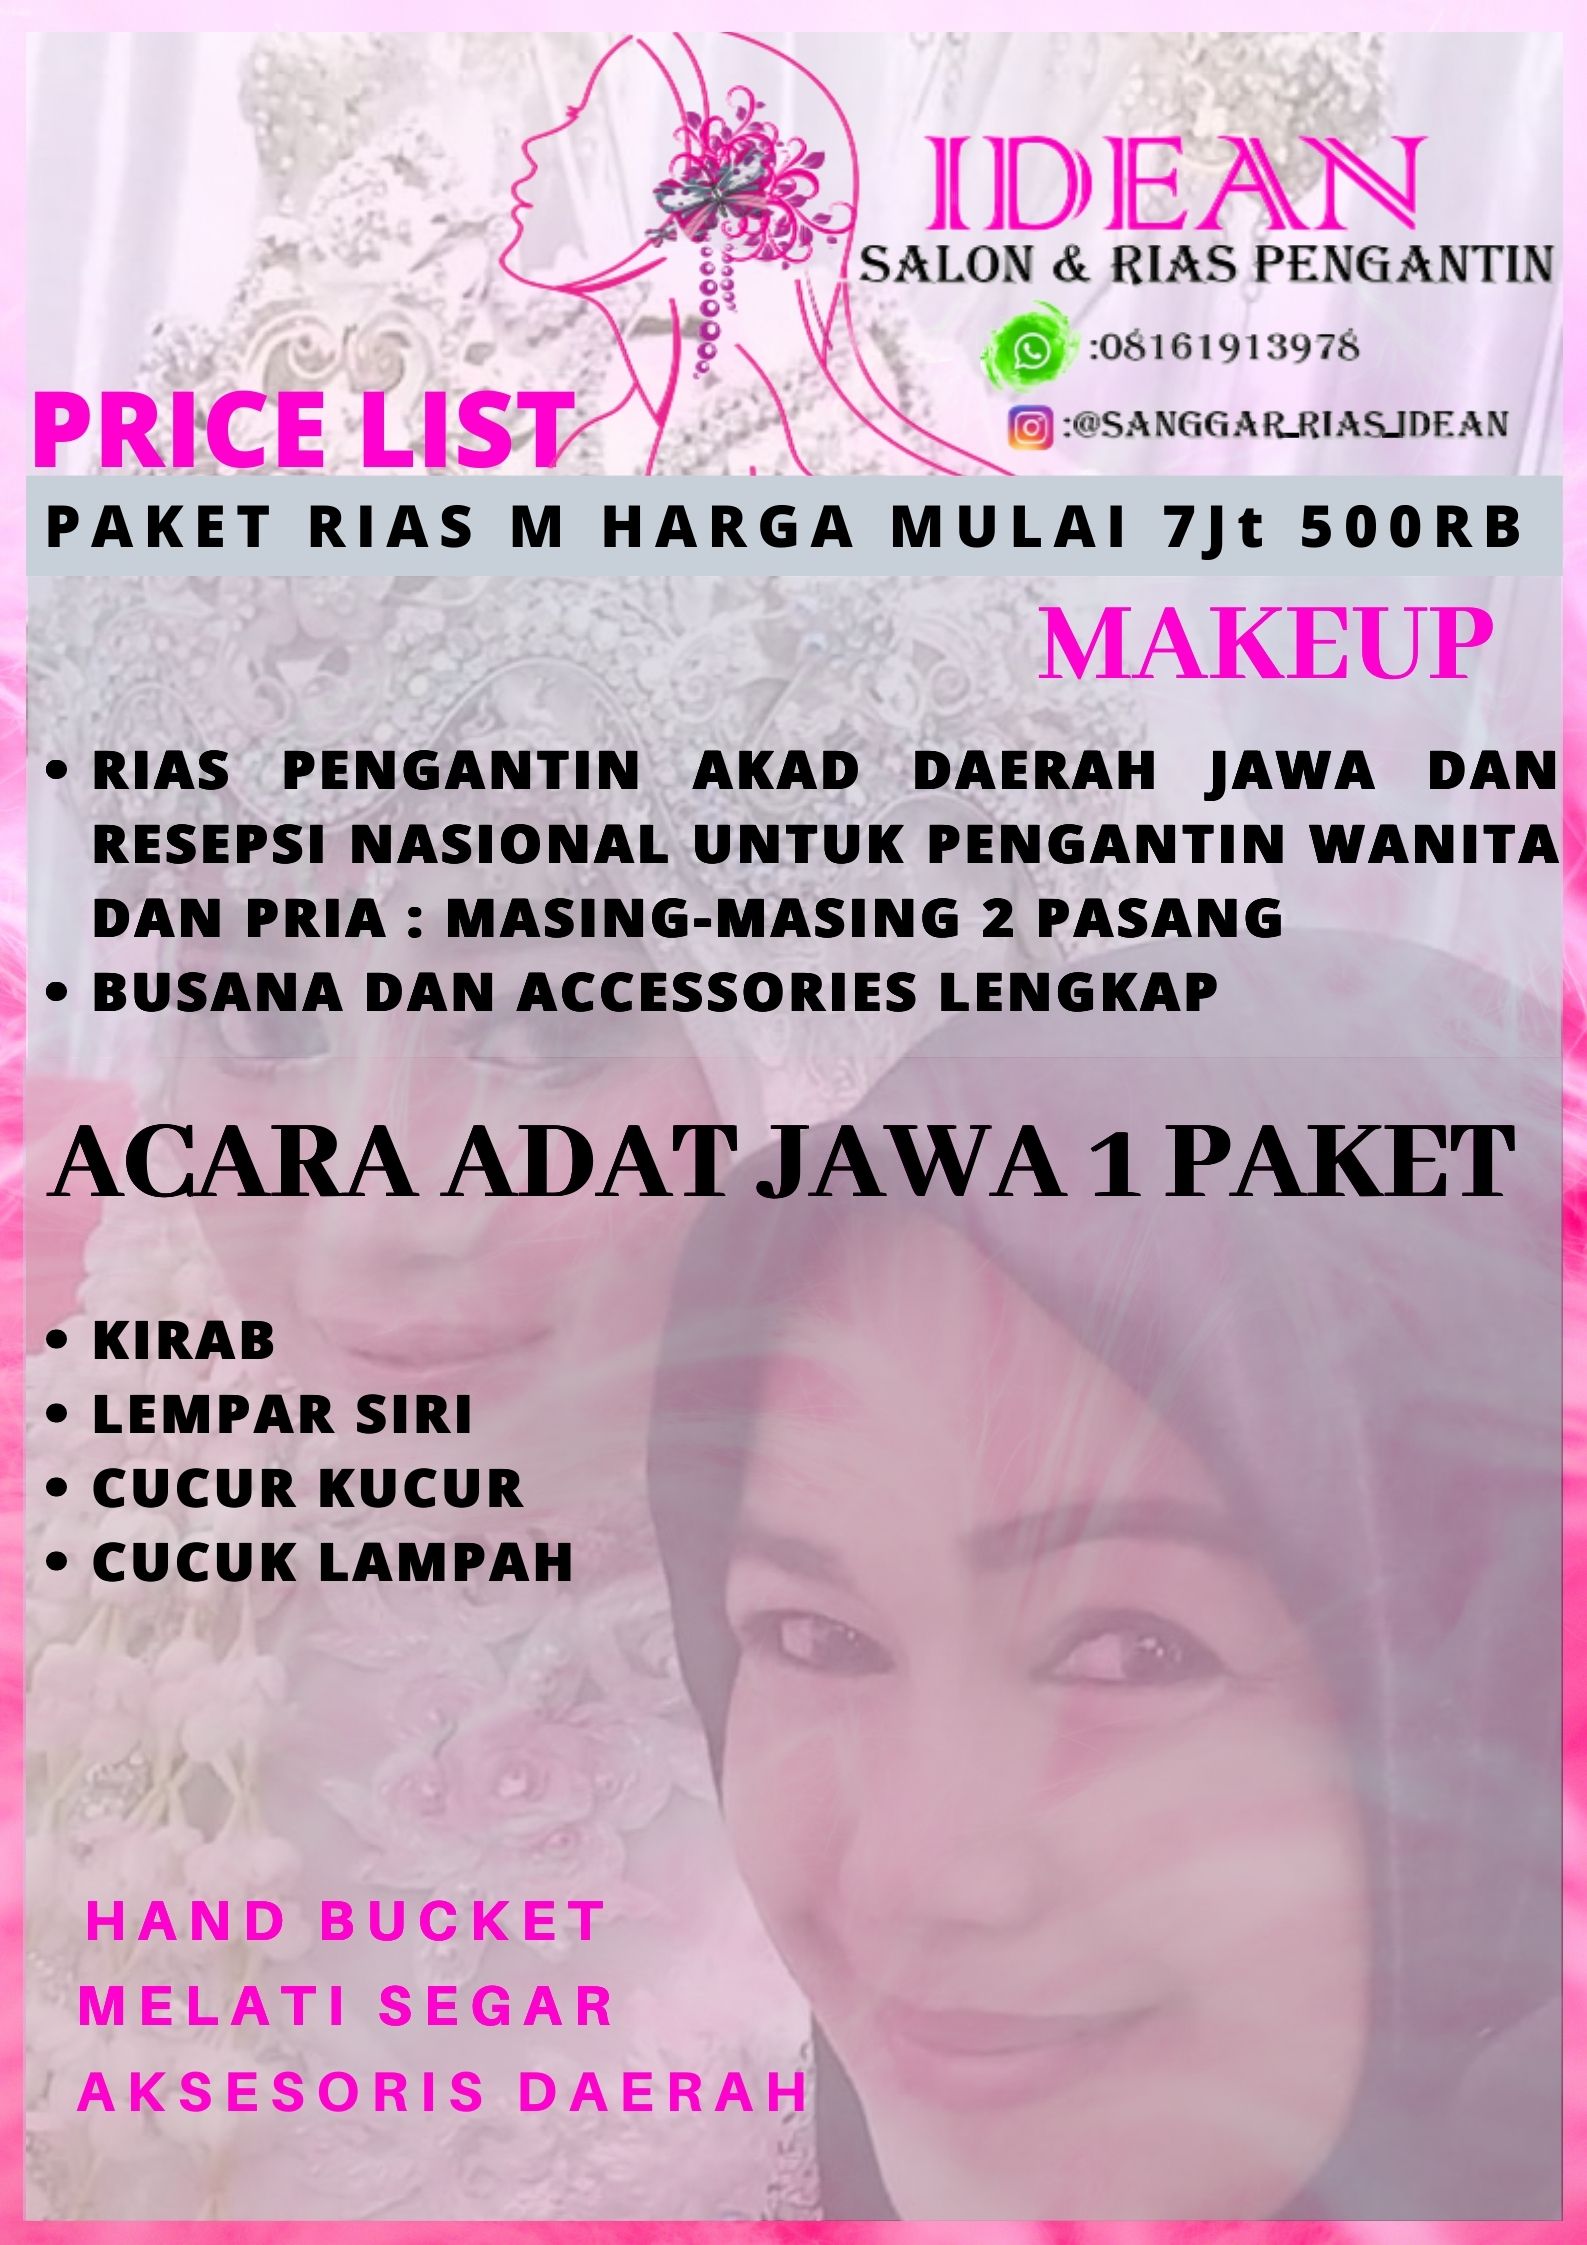 IDEAN
SALON & RIAS PENGANTIN
:08161913978
:@SANGGAR_RIAS_IDEAN
PRICE LIST
PAKET RIAS M HARGA MULAI 7Jt 500RB
MAKEUP
• RIAS PENGANTIN AKAD DAERAH JAWA DAN
RESEPSI NASIONAL UNTUK PENGANTIN WANITA
DAN PRIA : MASING-MASING 2 PASANG
• BUSANA DAN ACCESSORIES LENGKAP
ACARA ADAT JAWA 1 PAKET
• KIRAB
• LEMPAR SIRI
• CUCUR KUCUR
• CUCUK LAMPAH
HAND BUCKET
MELATI SEGAR
AKSESORIS DAERAH